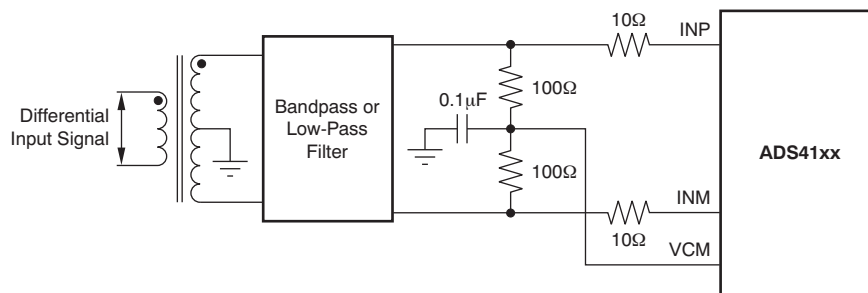 10Ω
INP
100Ω
0.1μF
Differential
Input Signal
Bandpass or
Low-Pass
Filter
ADS41xx
100Ω
INM
10Ω
VCM